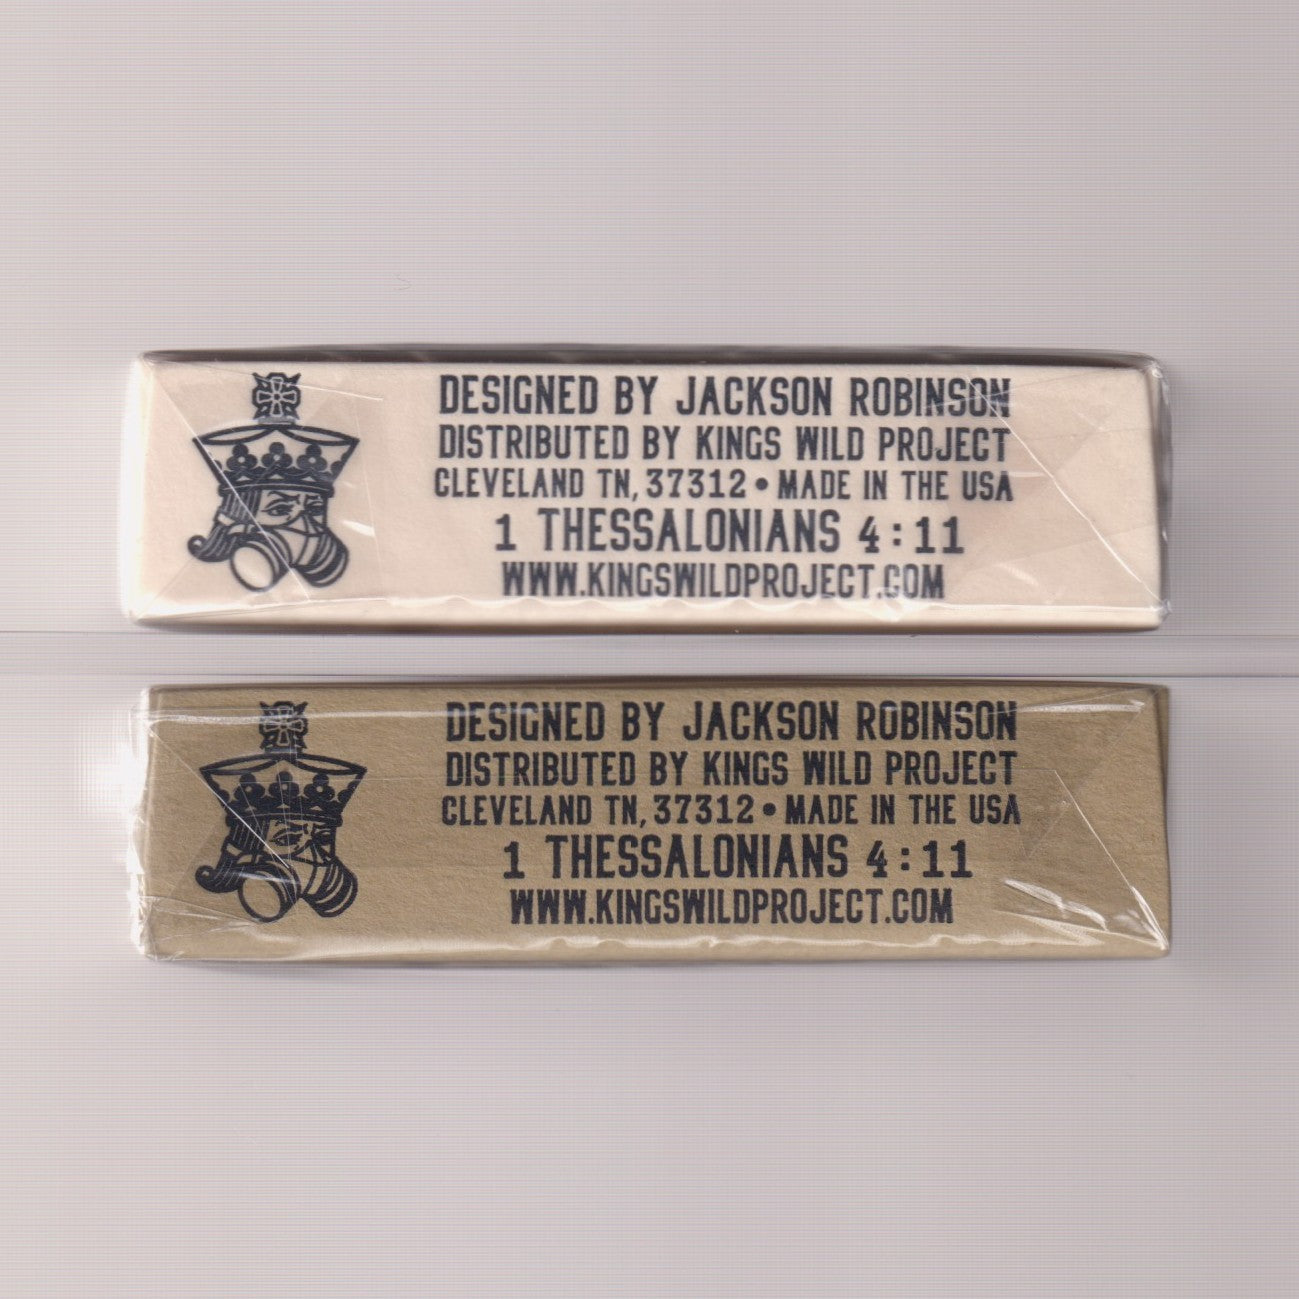 DESIGNED BY JACKSON ROBINSON
DISTRIBUTED BY KINGS WILD PROJECT
CLEVELAND TN, 37312 • MADE IN THE USA
1 THESSALONIANS 4:11
WWW.KINGSWILDPROJECT.COM
DESIGNED BY JACKSON ROBINSON
DISTRIBUTED BY KINGS WILD PROJECT
CLEVELAND TN, 37312 • MADE IN THE USA
1 THESSALONIANS 4:11
WWW.KINGSWILDPROJECT.COM